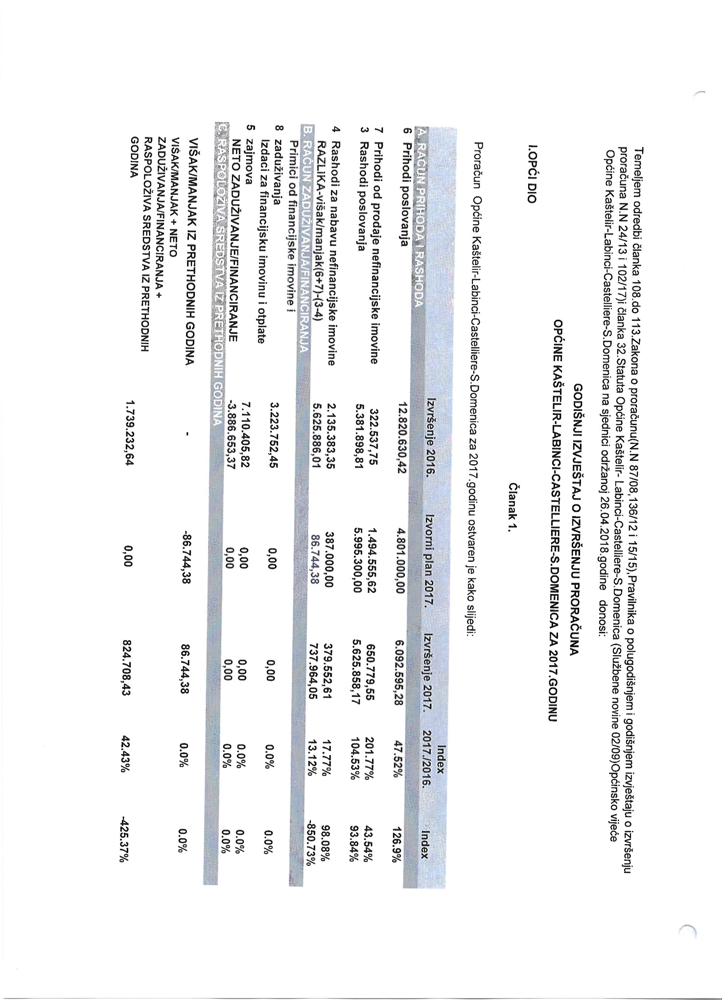 Temeljem odredbi članka 108.do 113.Zakona o proračunu(N.N 87/08,136/12 i 15/15),Pravilnika o polugodišnjem i godišnjem izvještaju o izvršenju
proračuna N.N 24/13 i 102/17)i članka 32.Statuta Općine Kaštelir- Labinci-Castelliere-S.Domenica (Službene novine 02/09)Općinsko vijeće
Općine Kaštelir-Labinci-Castelliere-S.Domenica na sjednici održanoj 26.04.2018.godine donosi:
GODIŠNJI IZVJEŠTAJ O IZVRŠENJU PRORAČUNA
OPĆINE KAŠTELIR-LABINCI-CASTELLIERE-S.DOMENICA ZA 2017.GODINU
I.OPĆI DIO
Članak 1.
Proračun Općine Kaštelir-Labinci-Castelliere-S.Domenica za 2017.godinu ostvaren je kako slijedi:
Index
Izvršenje 2016. Izvorni plan 2017. Izvršenje 2017. 2017./2016. Index
A. RAČUN PRIHODA I RASHODA
6 Prihodi poslovanja 12.820.630,42 4.801.000,00 6.092.595,28 47.52% 126.9%
7 Prihodi od prodaje nefinancijske imovine 322.537,75 1.494.555,62 650.779,55 201.77% 43.54%
3 Rashodi poslovanja 5.381.898,81 5.995.300,00 5.625.858,17 104.53% 93.84%
4 Rashodi za nabavu nefinancijske imovine 2.135.383,35 387.000,00 379.552,61 17.77% 98.08%
RAZLIKA-višak/manjak(6+7)-(3-4) 5.625.886,01 86.744,38 737.964,05 13.12% -850.73%
B. RAČUN ZADUŽIVANJA/FINANCIRANJA
Primici od financijske imovine i
8 zaduživanja 3.223.752,45 0,00 0,00 0.0% 0.0%
Izdaci za financijsku imovinu i otplate
5 zajmova 7.110.405,82 0,00 0,00 0.0% 0.0%
NETO ZADUŽIVANJE/FINANCIRANJE -3.886.653,37 0,00 0,00 0.0% 0.0%
C. RASPOLOŽIVA SREDSTVA IZ PRETHODNIH GODINA
VIŠAK/MANJAK IZ PRETHODNIH GODINA - -86.744,38 86.744,38 0.0% 0.0%
VIŠAK/MANJAK + NETO
ZADUŽIVANJA/FINANCIRANJA +
RASPOLOŽIVA SREDSTVA IZ PRETHODNIH
GODINA 1.739.232,64 0,00 824.708,43 42.43% -425.37%